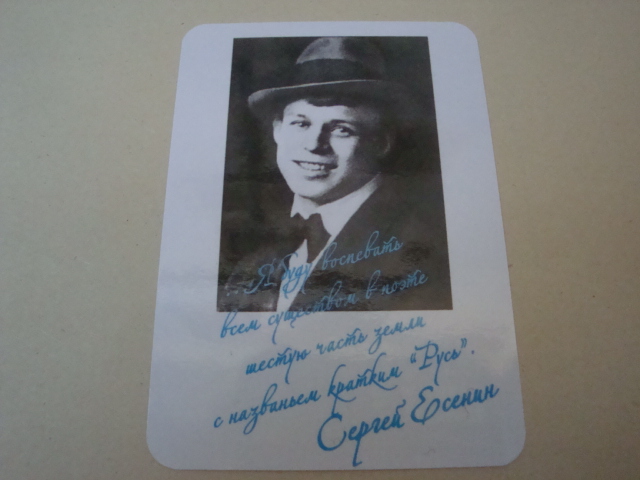 „Я буду воспевать
всем существом в поэте
шестую часть земли
с названьем кратким “Русь”.
Сергей Есенин